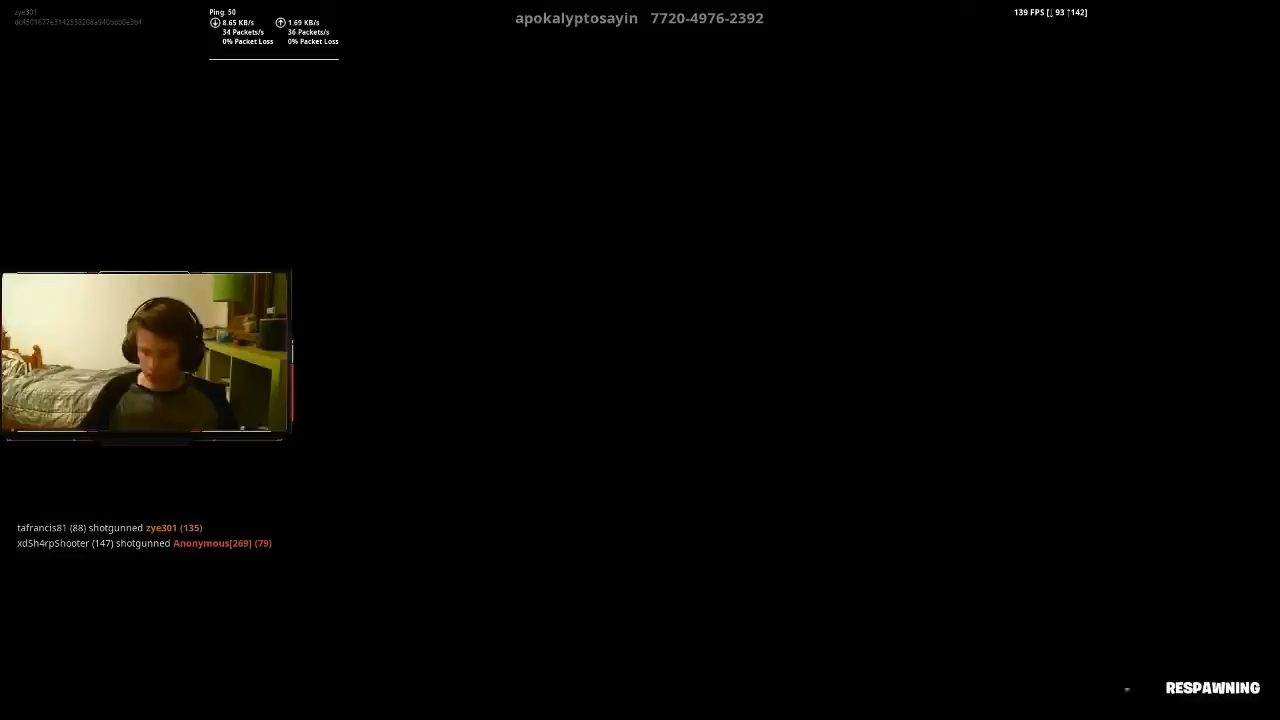 zye301
Ping: 50
8.65 KB/s 1.69 KB/s
34 Packets/s 36 Packets/s
0% Packet Loss 0% Packet Loss
apokalyptosayin 7720-4976-2392
139 FPS [↓ 93 ↑142]
tafrancis81 (88) shotgunned zye301 (135)
xdSh4rpShooter (147) shotgunned Anonymous[269] (79)
RESPAWNING